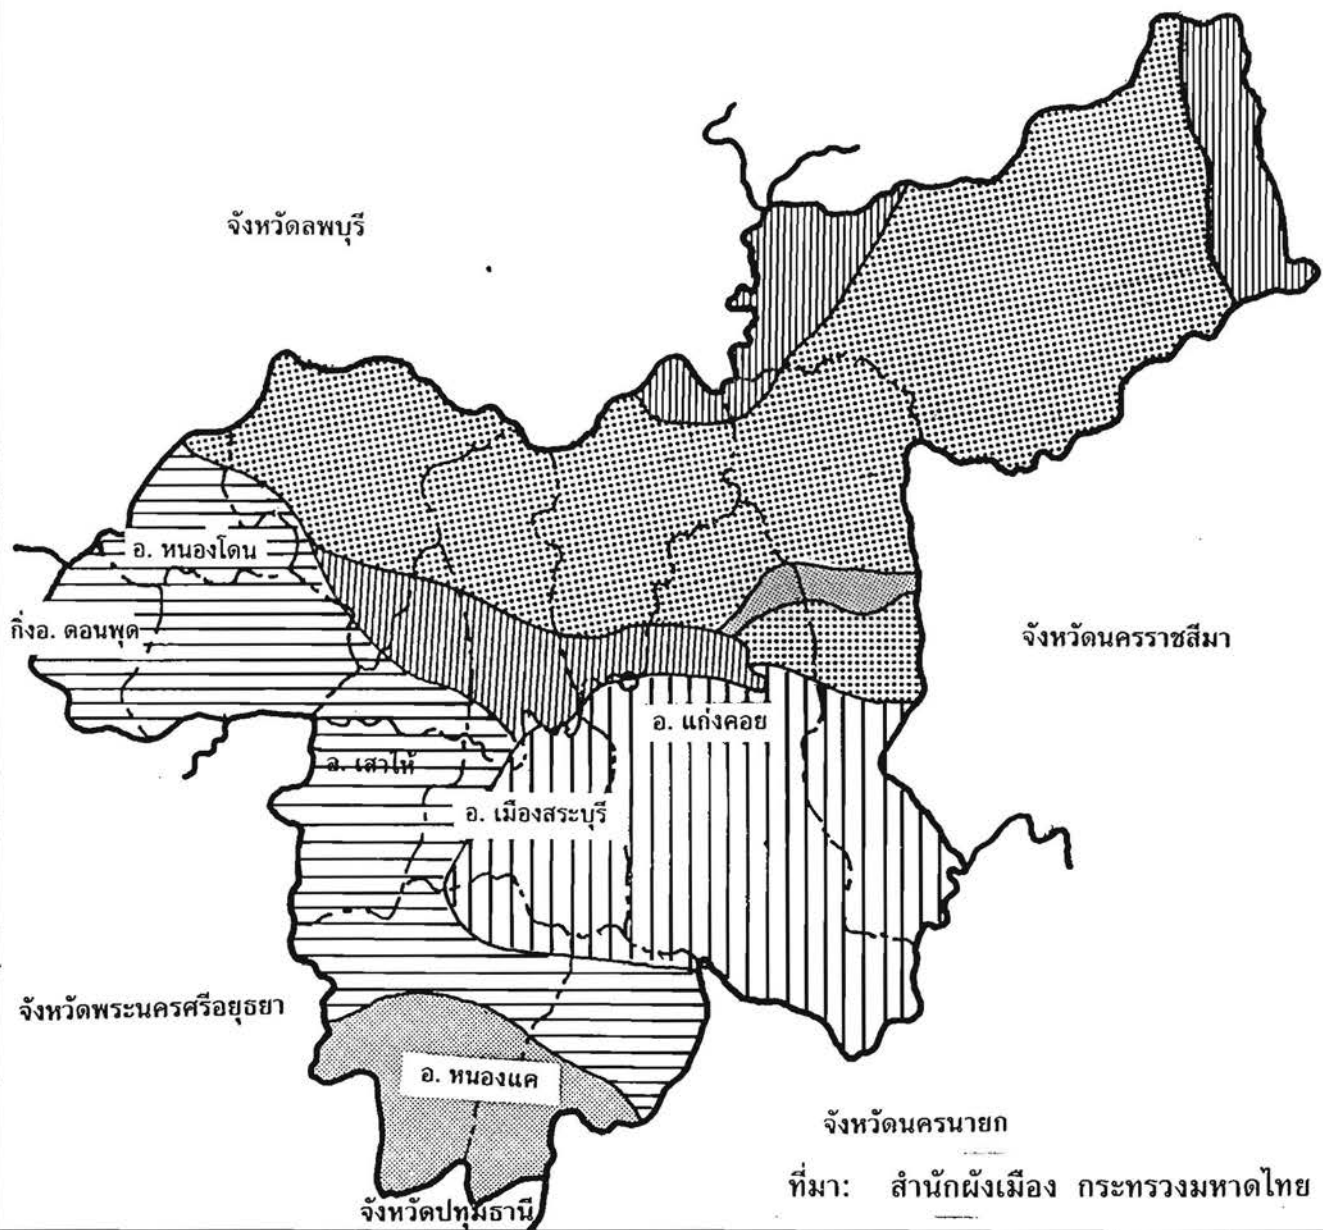 จังหวัดลพบุรี
อ. หนองโดน
กิ่งอ. ดอนพุด
จังหวัดนครราชสีมา
อ. แก่งคอย
อ. เสาไห้
อ. เมืองสระบุรี
จังหวัดพระนครศรีอยุธยา
อ. หนองแค
จังหวัดนครนายก
ที่มา: สำนักผังเมือง กระทรวงมหาดไทย
จังหวัดปทุมธานี